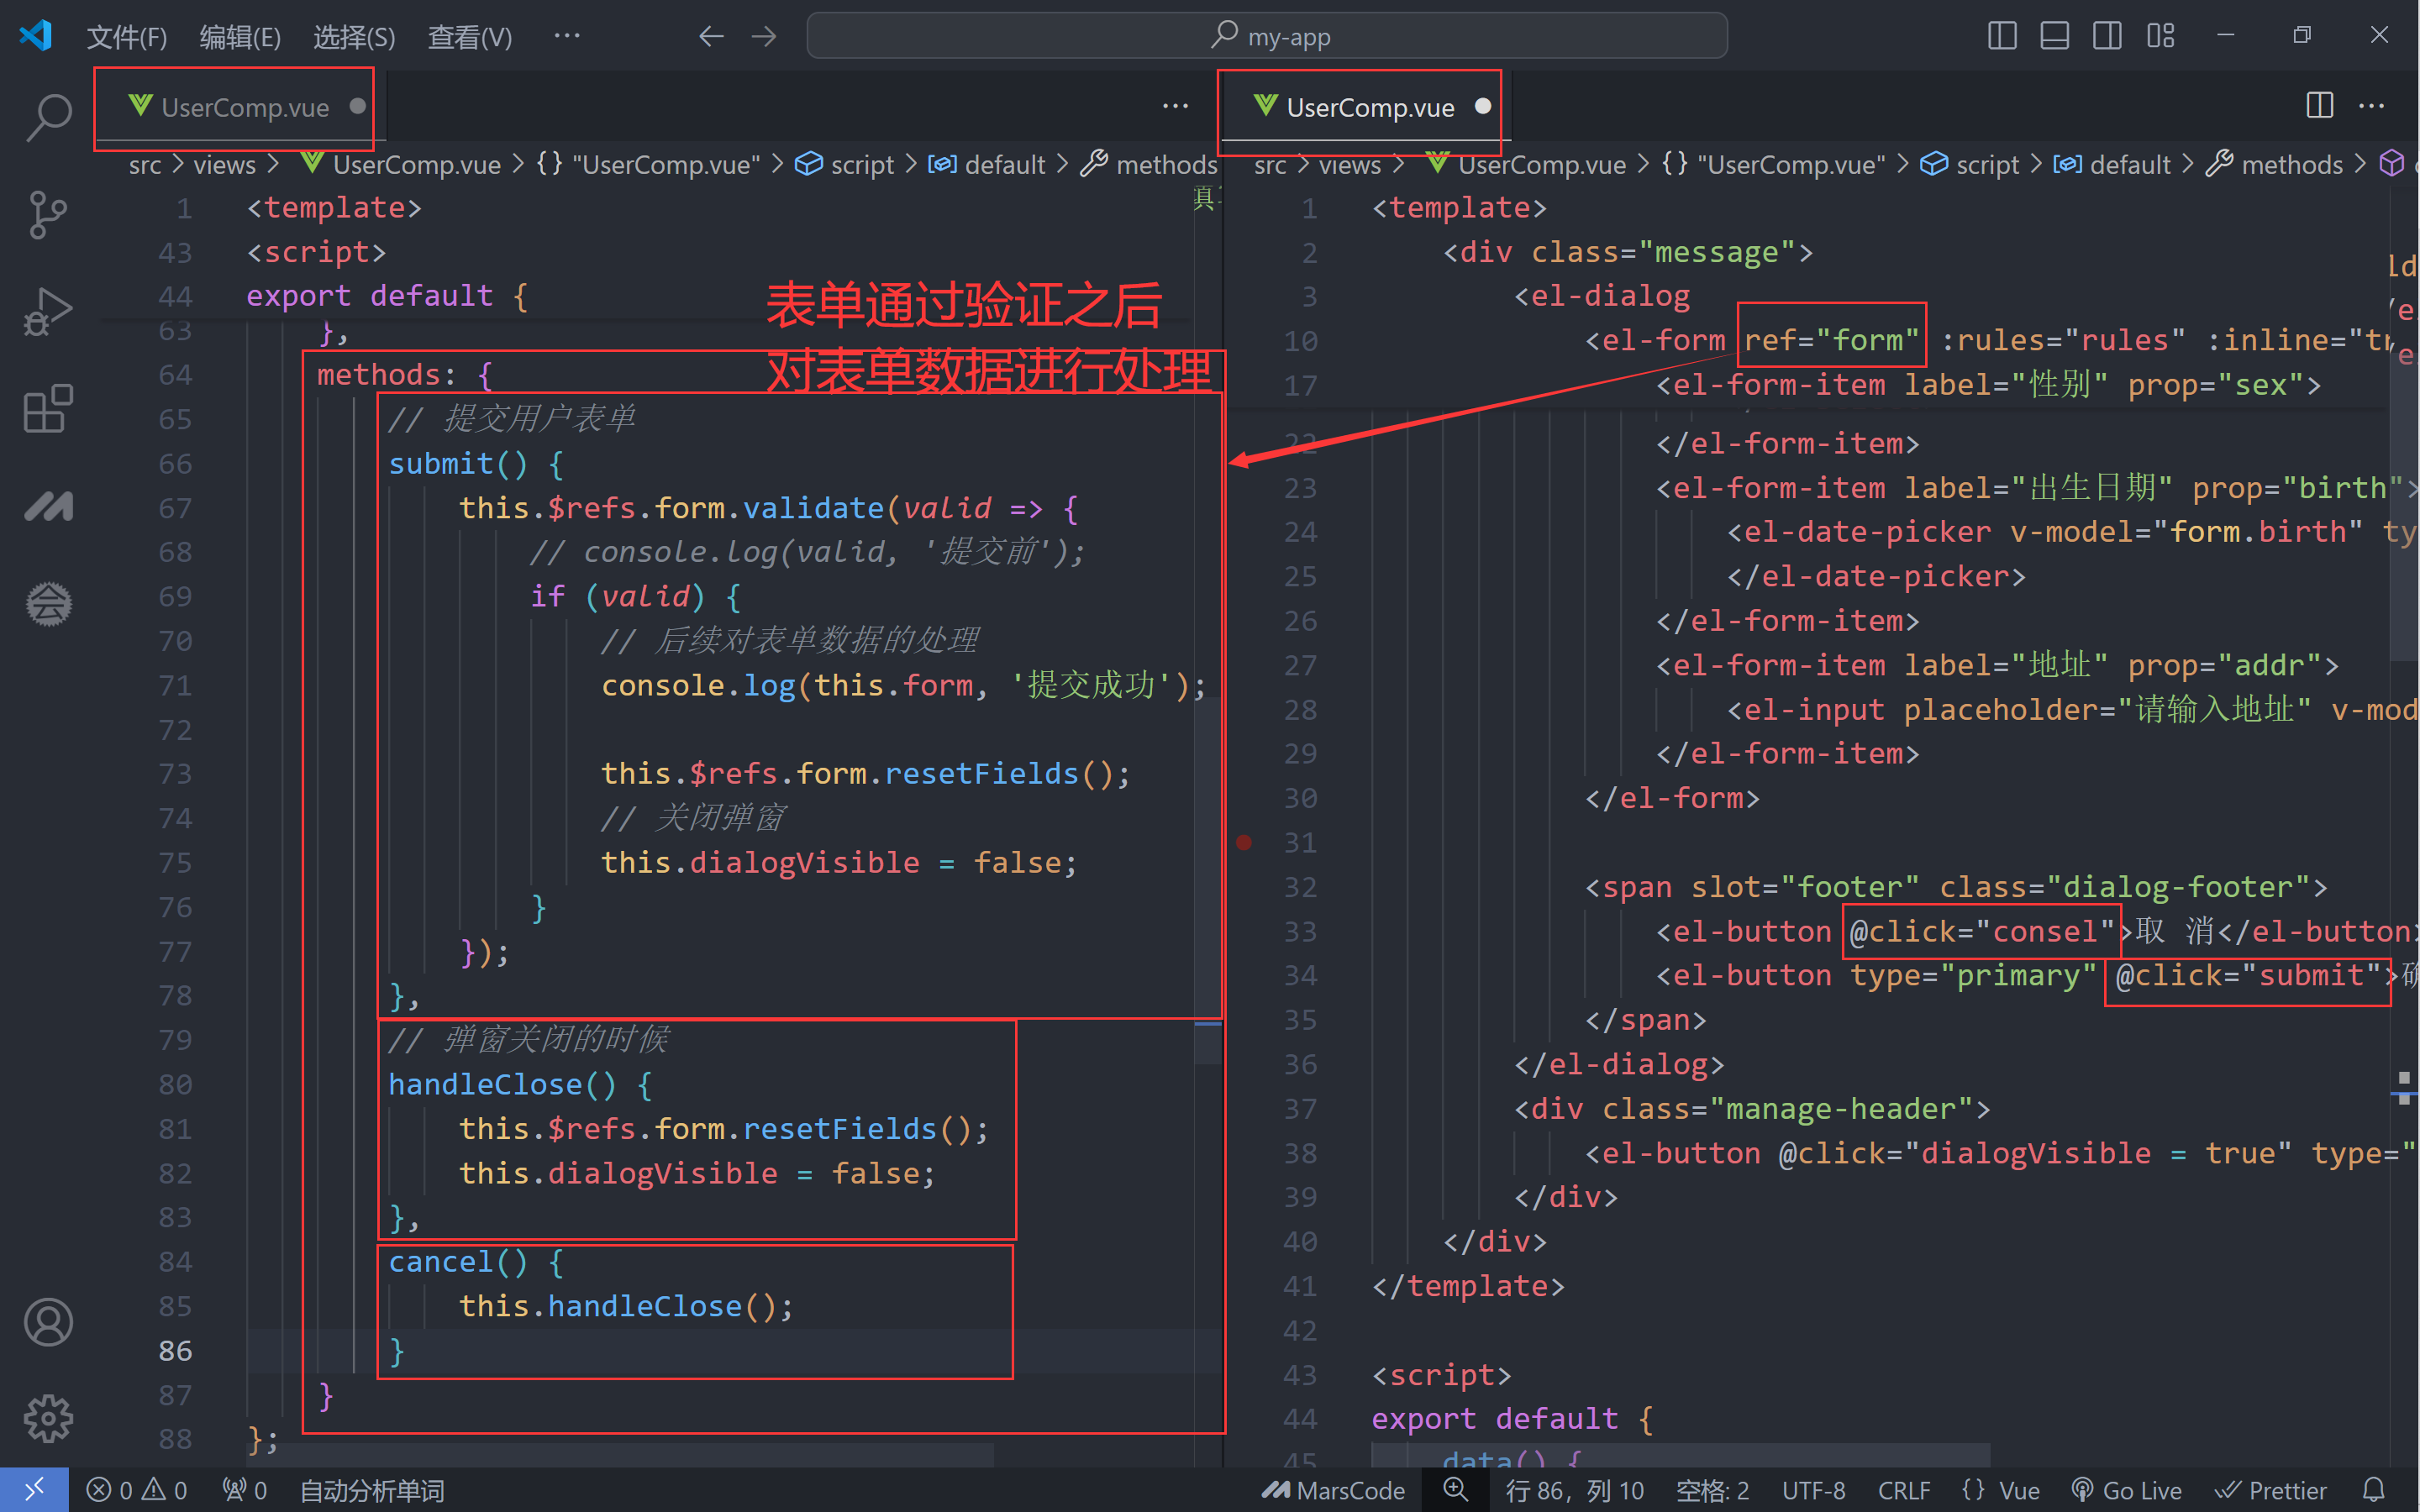 文件(F) 编辑(E) 选择(S) 查看(V) ··· my-app
UserComp.vue ···
src > views > UserComp.vue > {} "UserComp.vue" > script > default > methods
1 <template>
43 <script>
44 export default {
63 },
64 methods: {
65 // 提交用户表单
66 submit() {
67 this.$refs.form.validate(valid => {
68 // console.log(valid, '提交前');
69 if (valid) {
70 // 后续对表单数据的处理
71 console.log(this.form, '提交成功');
72
73 this.$refs.form.resetFields();
74 // 关闭弹窗
75 this.dialogVisible = false;
76 }
77 });
78 },
79 // 弹窗关闭的时候
80 handleClose() {
81 this.$refs.form.resetFields();
82 this.dialogVisible = false;
83 },
84 cancel() {
85 this.handleClose();
86 }
87 }
88 };
表单通过验证之后
对表单数据进行处理
UserComp.vue ···
src > views > UserComp.vue > {} "UserComp.vue" > script > default > methods >
1 <template>
2 <div class="message">
3 <el-dialog
10 <el-form ref="form" :rules="rules" :inline="tr
17 <el-form-item label="性别" prop="sex">
22 </el-form-item>
23 <el-form-item label="出生日期" prop="birth">
24 <el-date-picker v-model="form.birth" ty
25 </el-date-picker>
26 </el-form-item>
27 <el-form-item label="地址" prop="addr">
28 <el-input placeholder="请输入地址" v-mod
29 </el-form-item>
30 </el-form>
31
32 <span slot="footer" class="dialog-footer">
33 <el-button @click="consel">取 消</el-button>
34 <el-button type="primary" @click="submit">确
35 </span>
36 </el-dialog>
37 <div class="manage-header">
38 <el-button @click="dialogVisible = true" type="
39 </div>
40 </div>
41 </template>
42
43 <script>
44 export default {
45 data() {
0 0 0 自动分析单词 MarsCode 行 86，列 10 空格: 2 UTF-8 CRLF {} Vue Go Live Prettier